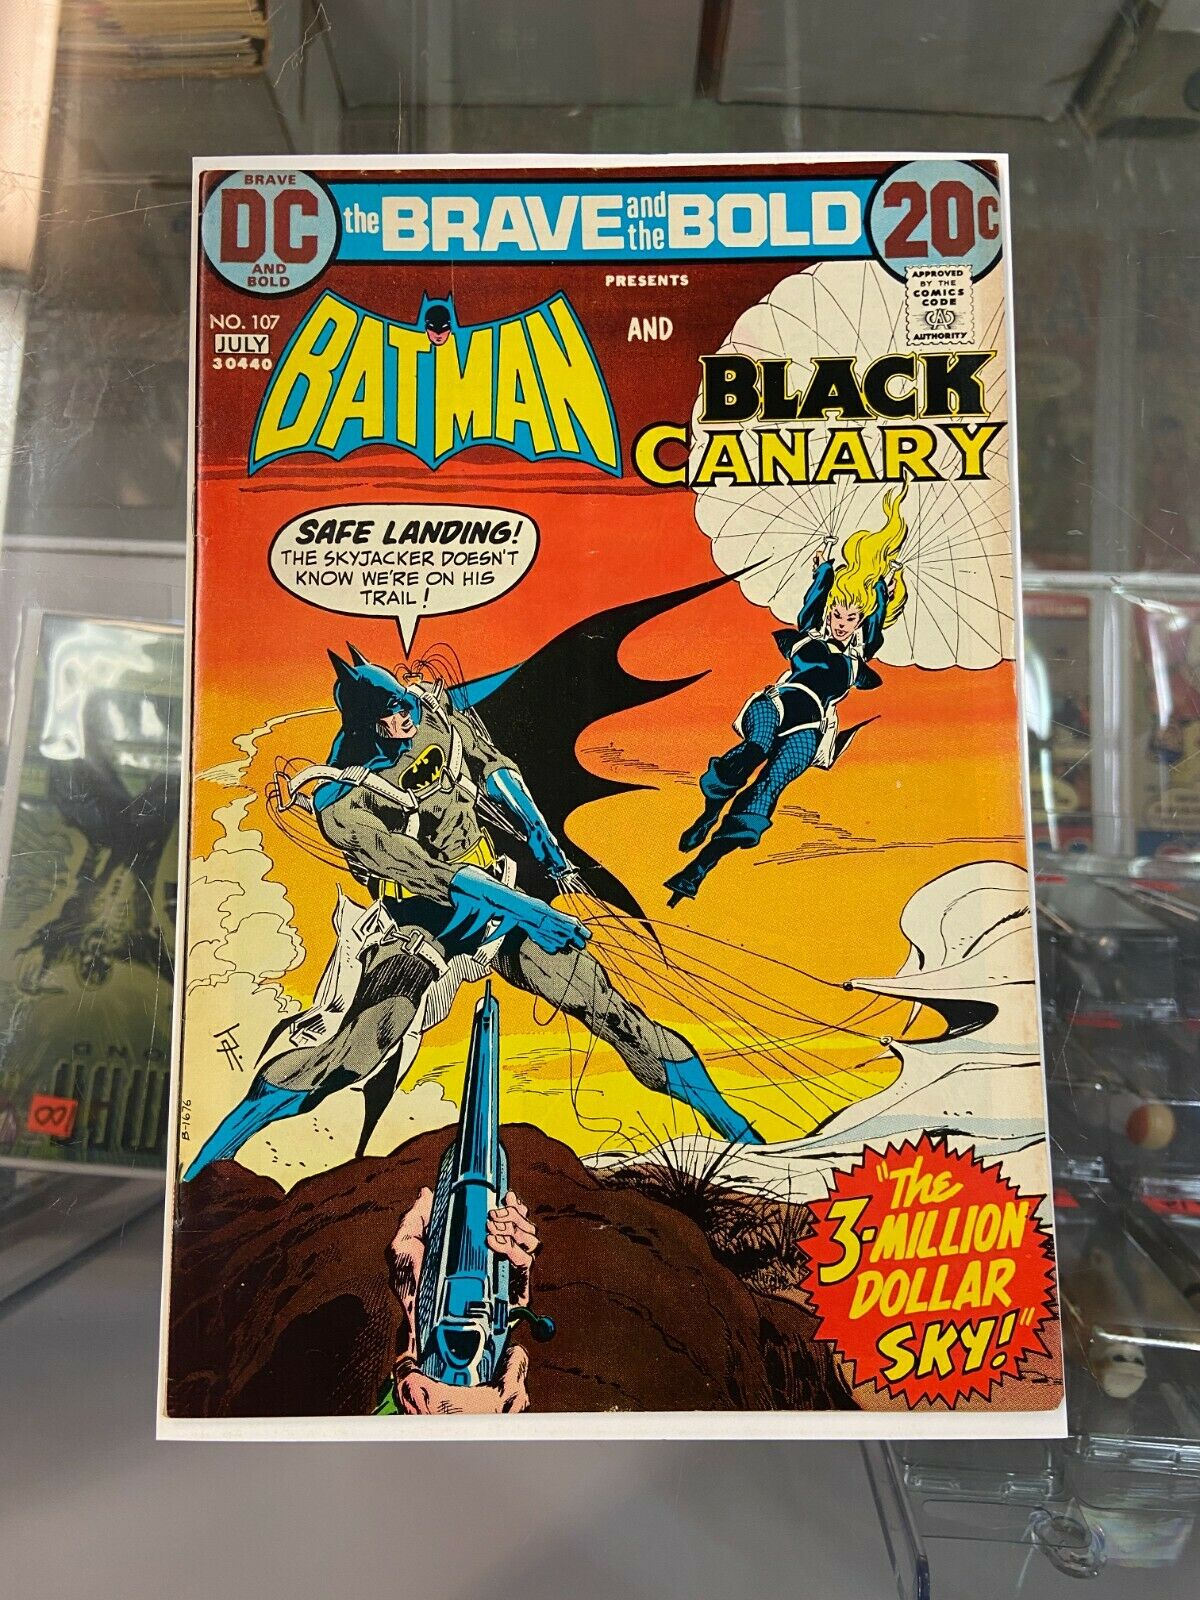 BRAVE
DC
AND
BOLD
the BRAVE and the BOLD
20¢
PRESENTS
APPROVED
BY THE
COMICS
CODE
CA
AUTHORITY
NO. 107
JULY
30440
BATMAN
AND
BLACK
CANARY
SAFE LANDING!
THE SKYJACKER DOESN'T
KNOW WE'RE ON HIS
TRAIL!
B-1676
"The
3-MILLION
DOLLAR
SKY!"